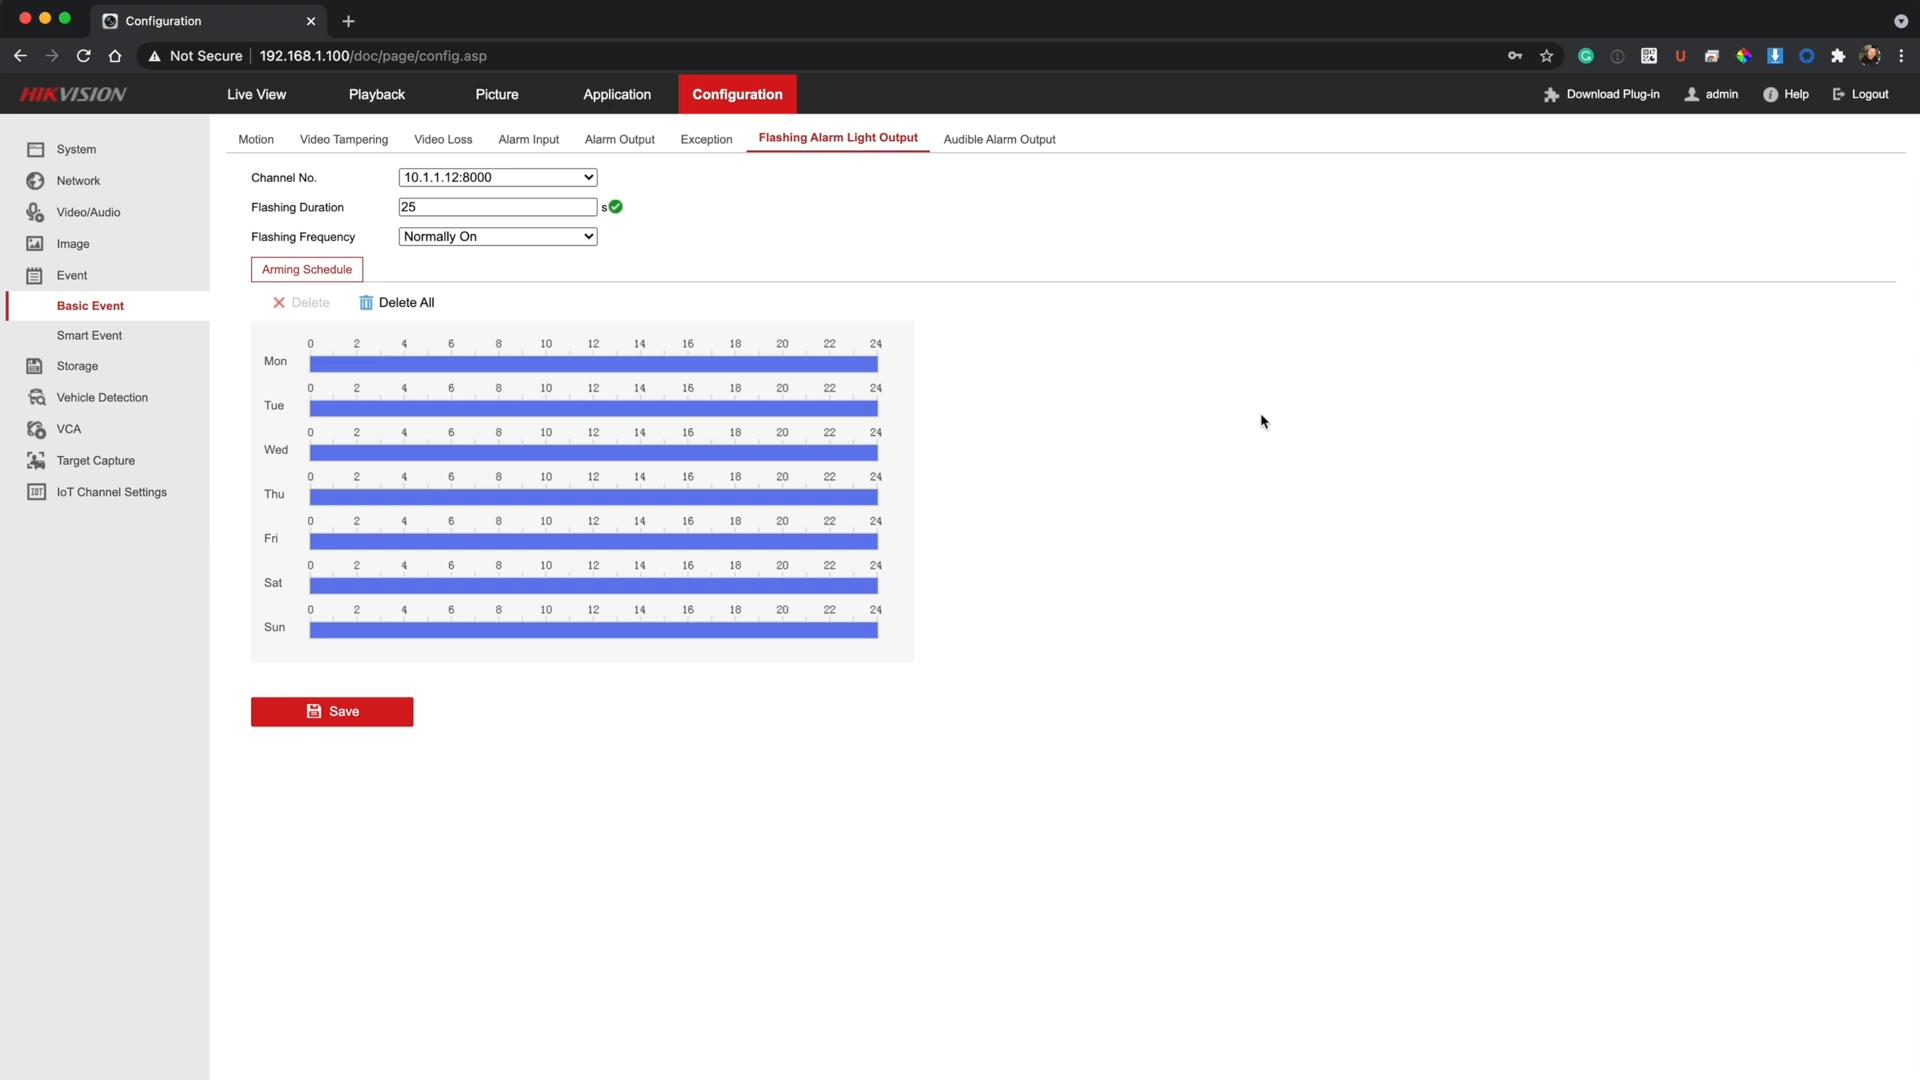 Configuration
Not Secure 192.168.1.100/doc/page/config.asp
HIKVISION Live View Playback Picture Application Configuration Download Plug-in admin Help Logout
System
Network
Video/Audio
Image
Event
Basic Event
Smart Event
Storage
Vehicle Detection
VCA
Target Capture
IoT Channel Settings
Motion Video Tampering Video Loss Alarm Input Alarm Output Exception Flashing Alarm Light Output Audible Alarm Output
Channel No. 10.1.1.12:8000
Flashing Duration 25 s
Flashing Frequency Normally On
Arming Schedule
Delete Delete All
0 2 4 6 8 10 12 14 16 18 20 22 24
Mon
0 2 4 6 8 10 12 14 16 18 20 22 24
Tue
0 2 4 6 8 10 12 14 16 18 20 22 24
Wed
0 2 4 6 8 10 12 14 16 18 20 22 24
Thu
0 2 4 6 8 10 12 14 16 18 20 22 24
Fri
0 2 4 6 8 10 12 14 16 18 20 22 24
Sat
0 2 4 6 8 10 12 14 16 18 20 22 24
Sun
Save